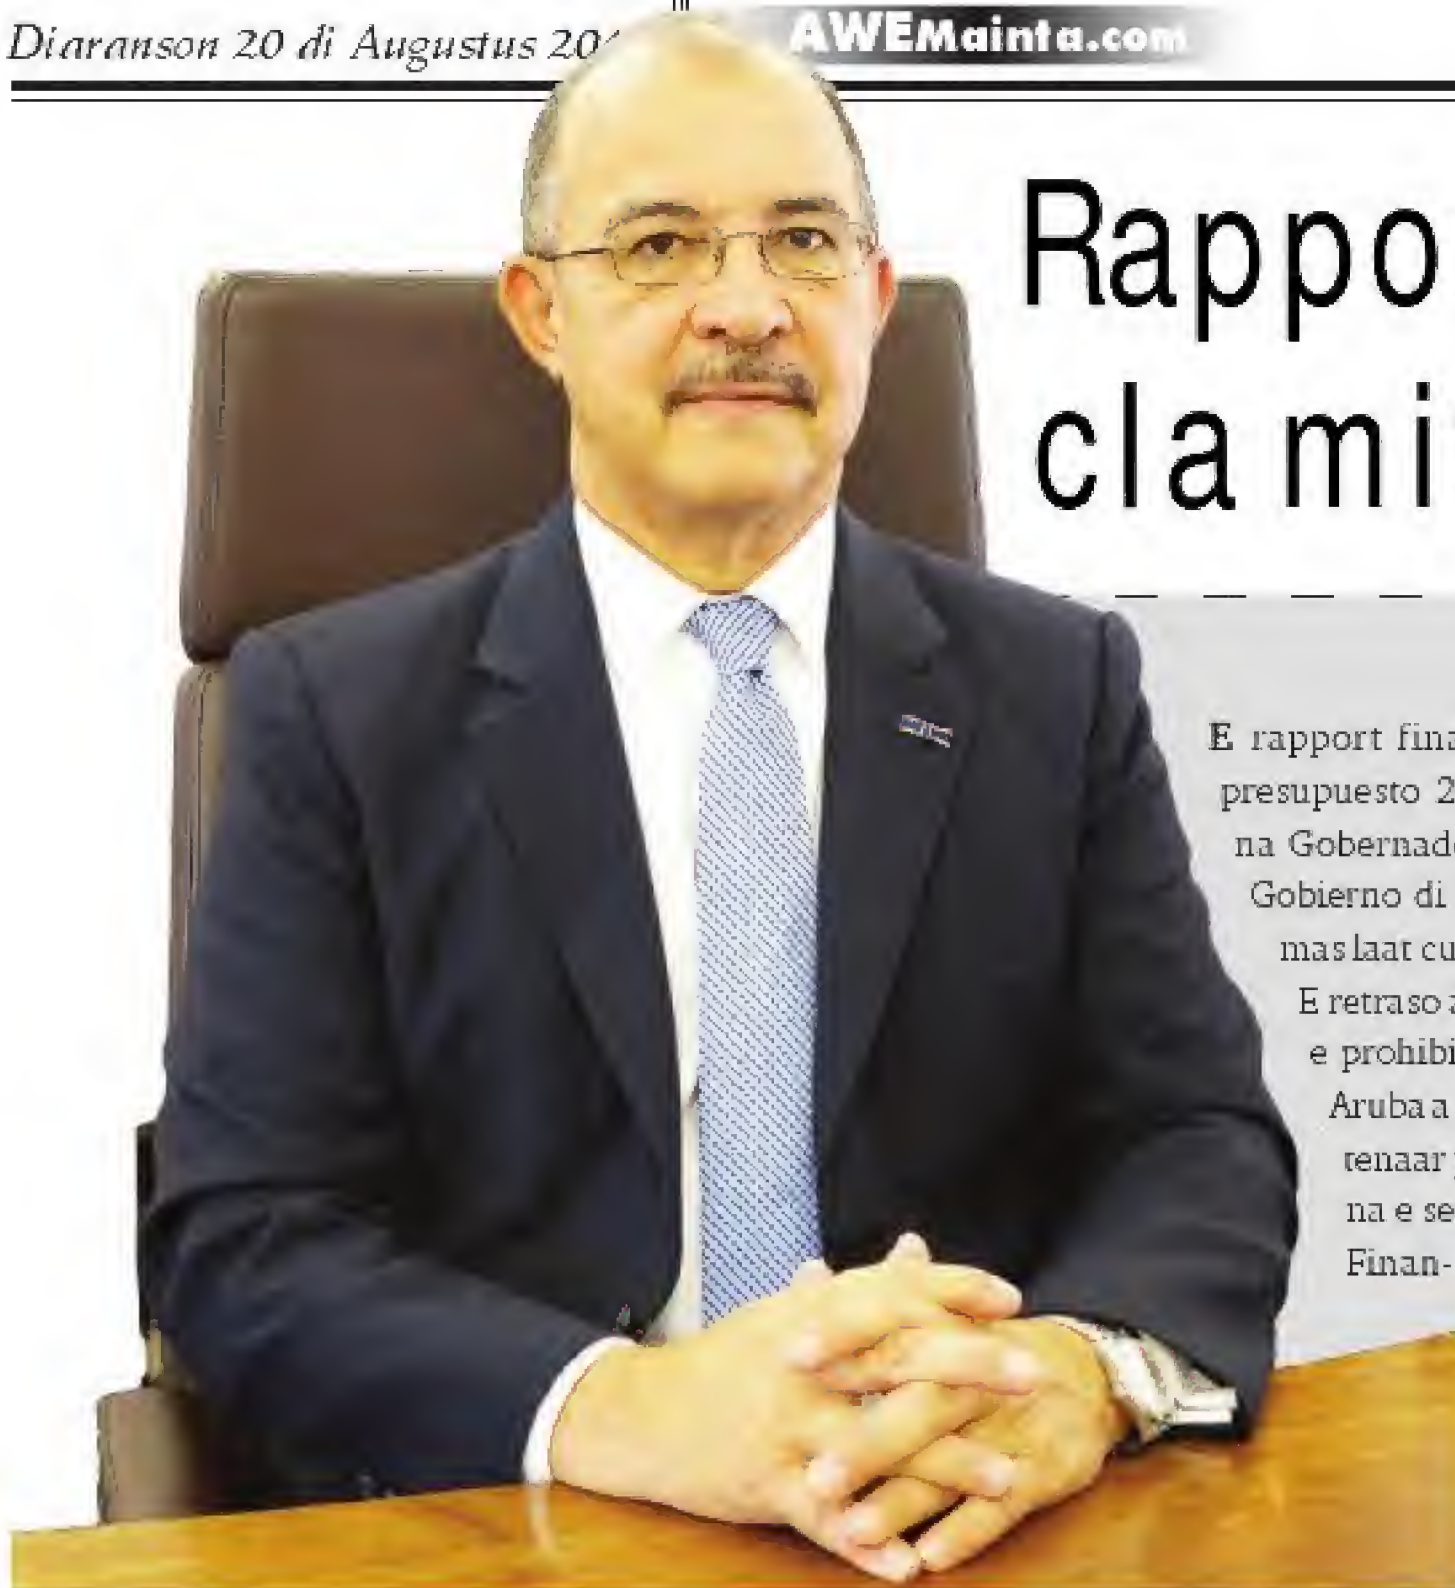 Diaranson 20 di Augustus
AWEMainta.com
Rappo
cla mi
E rapport fina
presupuesto 2
na Gobernad
Gobierno di
mas laat cu
E retraso
e prohibi
Aruba a
tenaar
na e se
Finan-